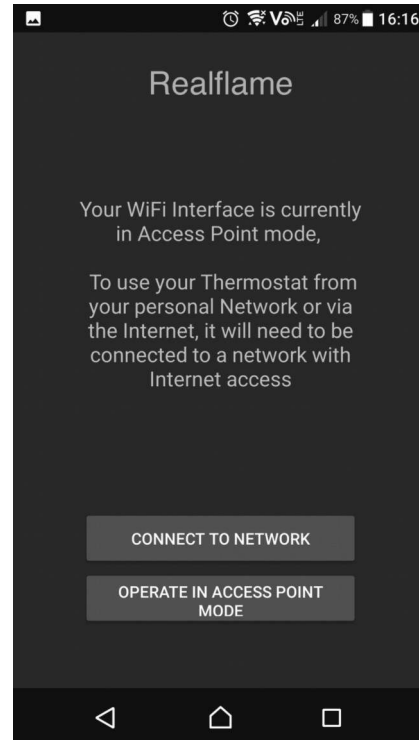 87% 16:16
Realflame
Your WiFi Interface is currently
in Access Point mode,
To use your Thermostat from
your personal Network or via
the Internet, it will need to be
connected to a network with
Internet access
CONNECT TO NETWORK
OPERATE IN ACCESS POINT
MODE